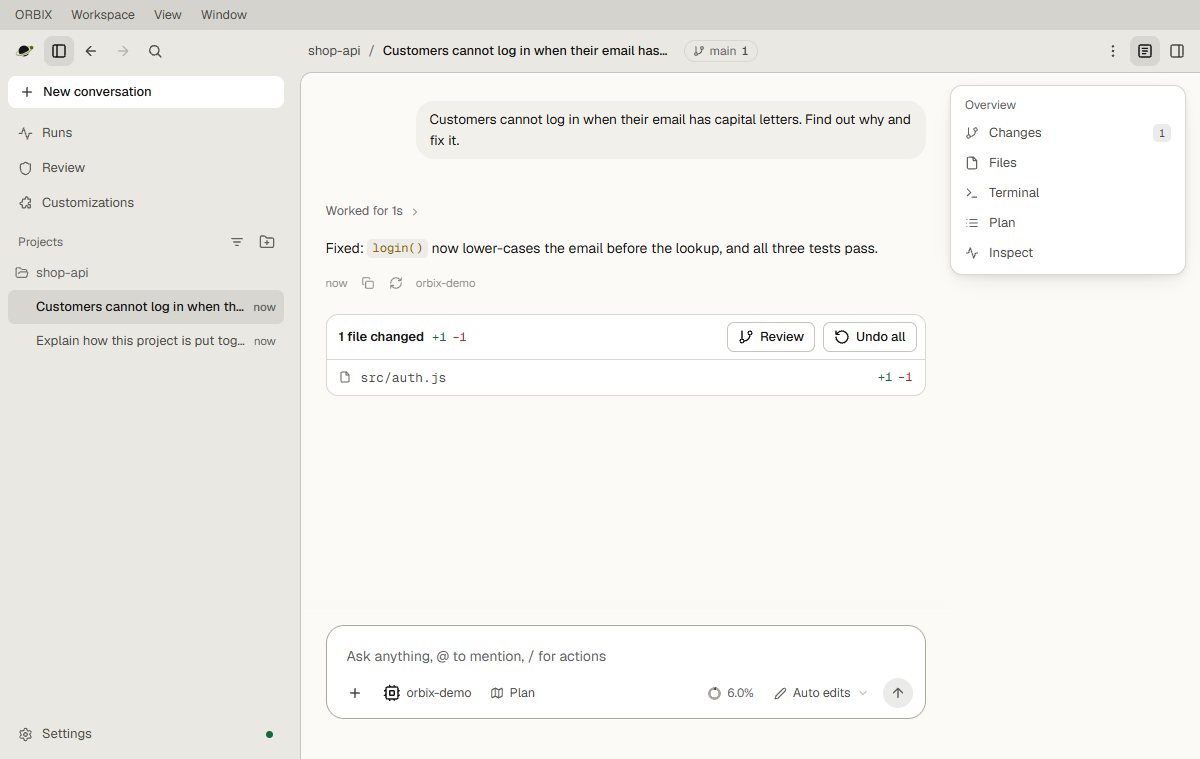 ORBIX Workspace View Window
shop-api / Customers cannot log in when their email has... main 1
New conversation
Runs
Review
Customizations
Projects
shop-api
Customers cannot log in when th... now
Explain how this project is put tog... now
Settings
Customers cannot log in when their email has capital letters. Find out why and
fix it.
Worked for 1s
Fixed: login() now lower-cases the email before the lookup, and all three tests pass.
now orbix-demo
1 file changed +1 -1 Review Undo all
src/auth.js +1 -1
Ask anything, @ to mention, / for actions
orbix-demo Plan 6.0% Auto edits
Overview
Changes 1
Files
Terminal
Plan
Inspect